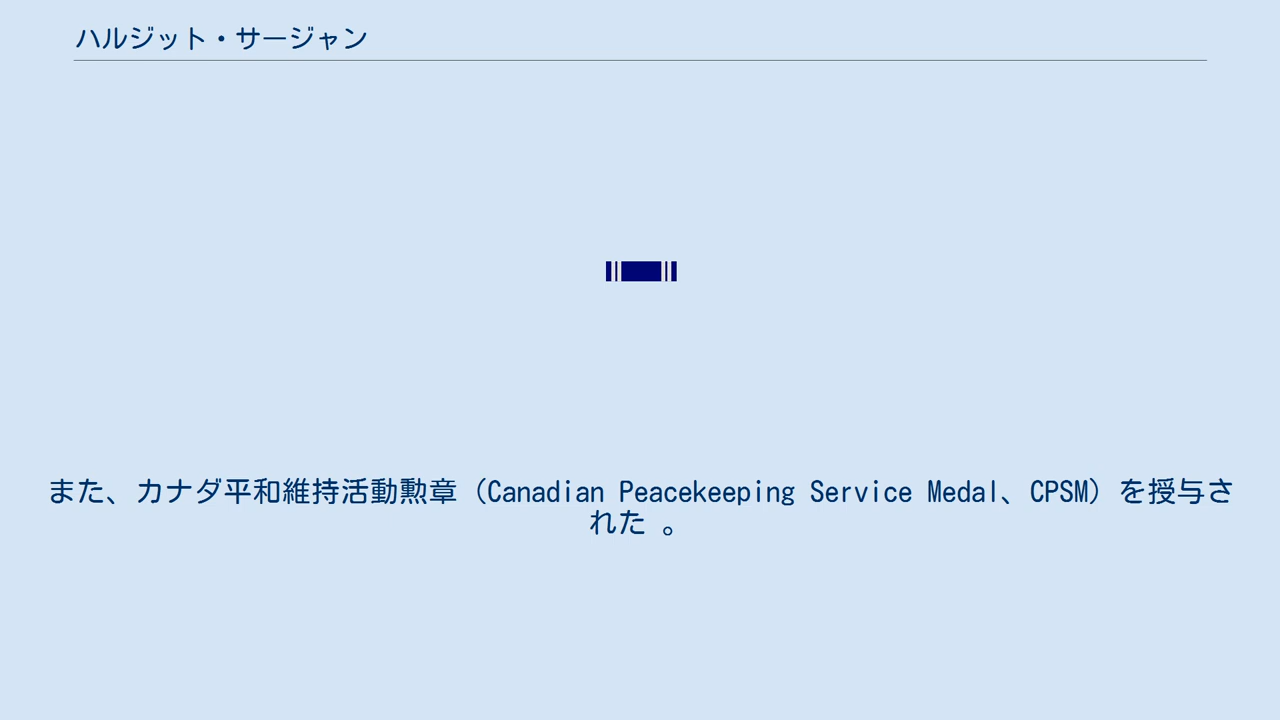 ハルジット・サージャン
また、カナダ平和維持活動勲章（Canadian Peacekeeping Service Medal、CPSM）を授与さ
れた 。